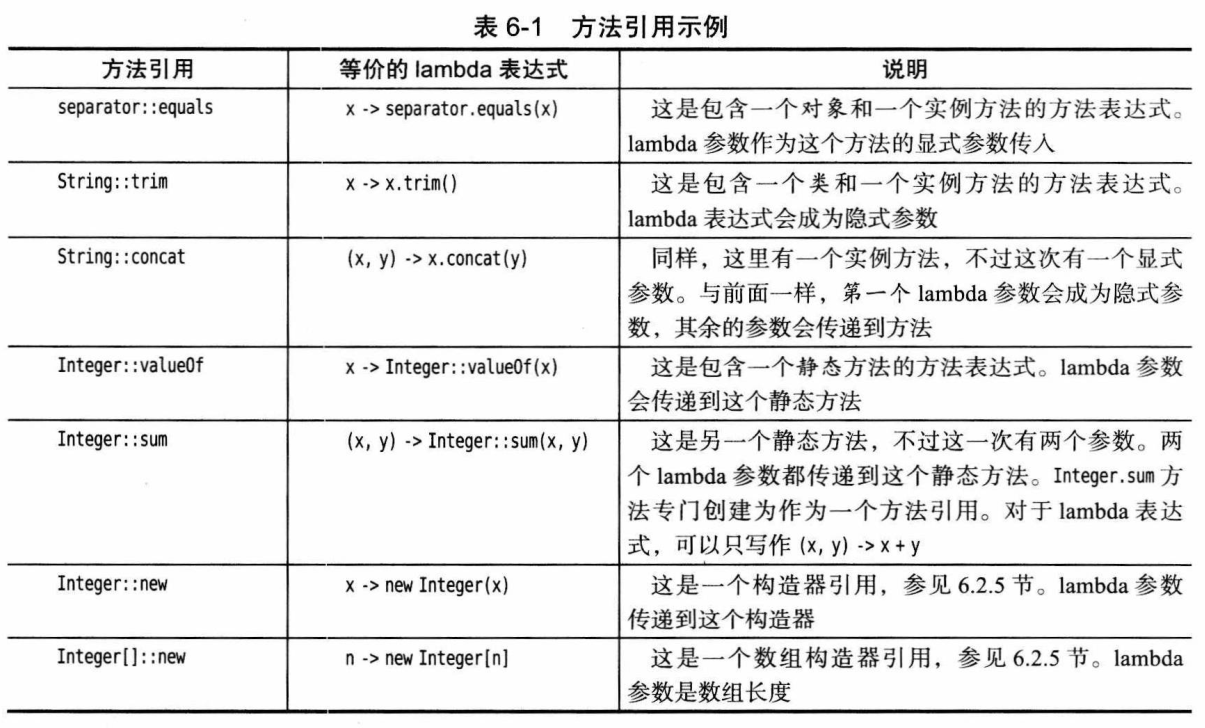 表 6-1 方法引用示例
方法引用 等价的 lambda 表达式 说明
separator::equals x -> separator.equals(x) 这是包含一个对象和一个实例方法的方法表达式。
lambda 参数作为这个方法的显式参数传入
String::trim x -> x.trim() 这是包含一个类和一个实例方法的方法表达式。
lambda 表达式会成为隐式参数
String::concat (x, y) -> x.concat(y) 同样，这里有一个实例方法，不过这次有一个显式
参数。与前面一样，第一个 lambda 参数会成为隐式参
数，其余的参数会传递到方法
Integer::valueOf x -> Integer::valueOf(x) 这是包含一个静态方法的方法表达式。lambda 参数
会传递到这个静态方法
Integer::sum (x, y) -> Integer::sum(x, y) 这是另一个静态方法，不过这一次有两个参数。两
个 lambda 参数都传递到这个静态方法。Integer.sum 方
法专门创建为作为一个方法引用。对于 lambda 表达
式，可以只写作 (x, y) -> x + y
Integer::new x -> new Integer(x) 这是一个构造器引用，参见 6.2.5 节。lambda 参数
传递到这个构造器
Integer[]::new n -> new Integer[n] 这是一个数组构造器引用，参见 6.2.5 节。lambda
参数是数组长度